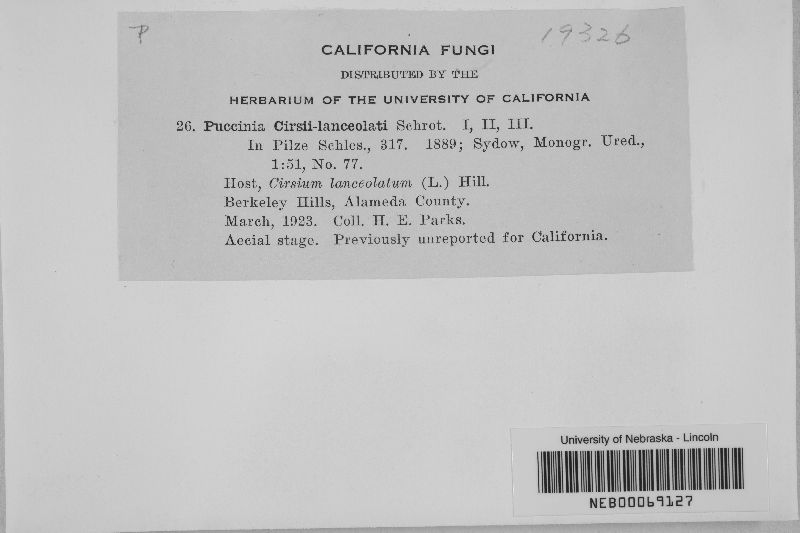 P 19326
CALIFORNIA FUNGI
DISTRIBUTED BY THE
HERBARIUM OF THE UNIVERSITY OF CALIFORNIA
26. Puccinia Cirsii-lanceolati Schrot. I, II, III.
In Pilze Schles., 317. 1889; Sydow, Monogr. Ured.,
1:51, No. 77.
Host, Cirsium lanceolatum (L.) Hill.
Berkeley Hills, Alameda County.
March, 1923. Coll. H. E. Parks.
Aecial stage. Previously unreported for California.
University of Nebraska - Lincoln
NEB00069127